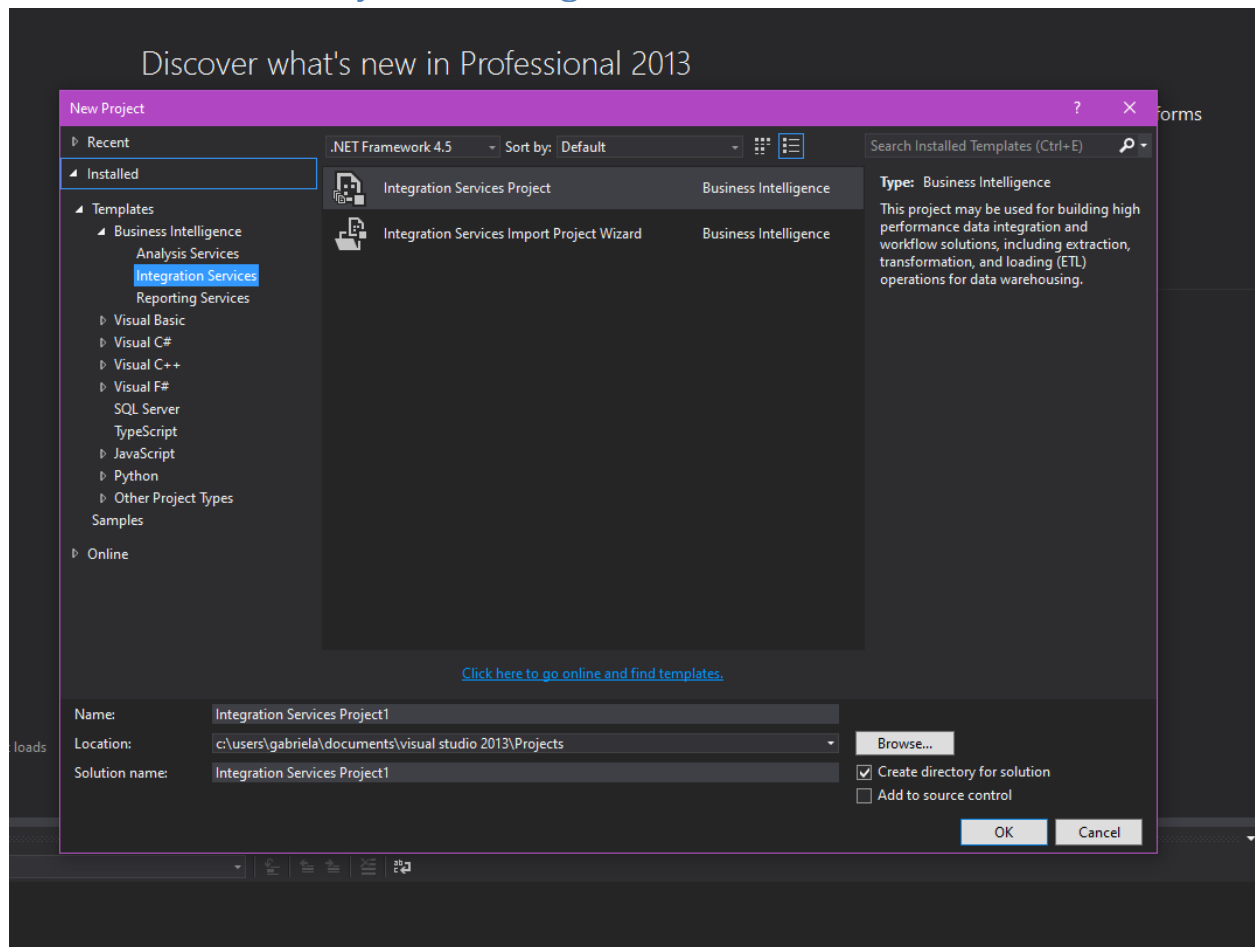 Discover what's new in Professional 2013
New Project
?
orms
Recent
.NET Framework 4.5
Sort by: Default
Search Installed Templates (Ctrl+E)
Installed
Templates
Business Intelligence
Analysis Services
Integration Services
Reporting Services
Visual Basic
Visual C#
Visual C++
Visual F#
SQL Server
TypeScript
JavaScript
Python
Other Project Types
Samples
Online
Integration Services Project Business Intelligence
Integration Services Import Project Wizard Business Intelligence
Type: Business Intelligence
This project may be used for building high
performance data integration and
workflow solutions, including extraction,
transformation, and loading (ETL)
operations for data warehousing.
Click here to go online and find templates.
Name: Integration Services Project1
loads
Location: c:\users\gabriela\documents\visual studio 2013\Projects
Browse...
Solution name: Integration Services Project1
Create directory for solution
Add to source control
OK
Cancel